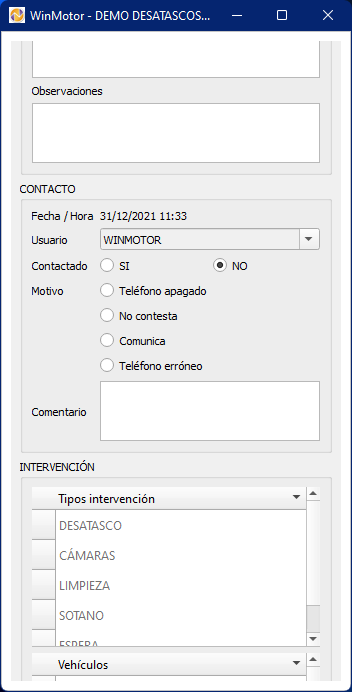 WinMotor - DEMO DESATASCOS...
Observaciones
CONTACTO
Fecha / Hora 31/12/2021 11:33
Usuario WINMOTOR
Contactado SI NO
Motivo Teléfono apagado
No contesta
Comunica
Teléfono erróneo
Comentario
INTERVENCIÓN
Tipos intervención
DESATASCO
CÁMARAS
LIMPIEZA
SOTANO
ESPERA
Vehículos